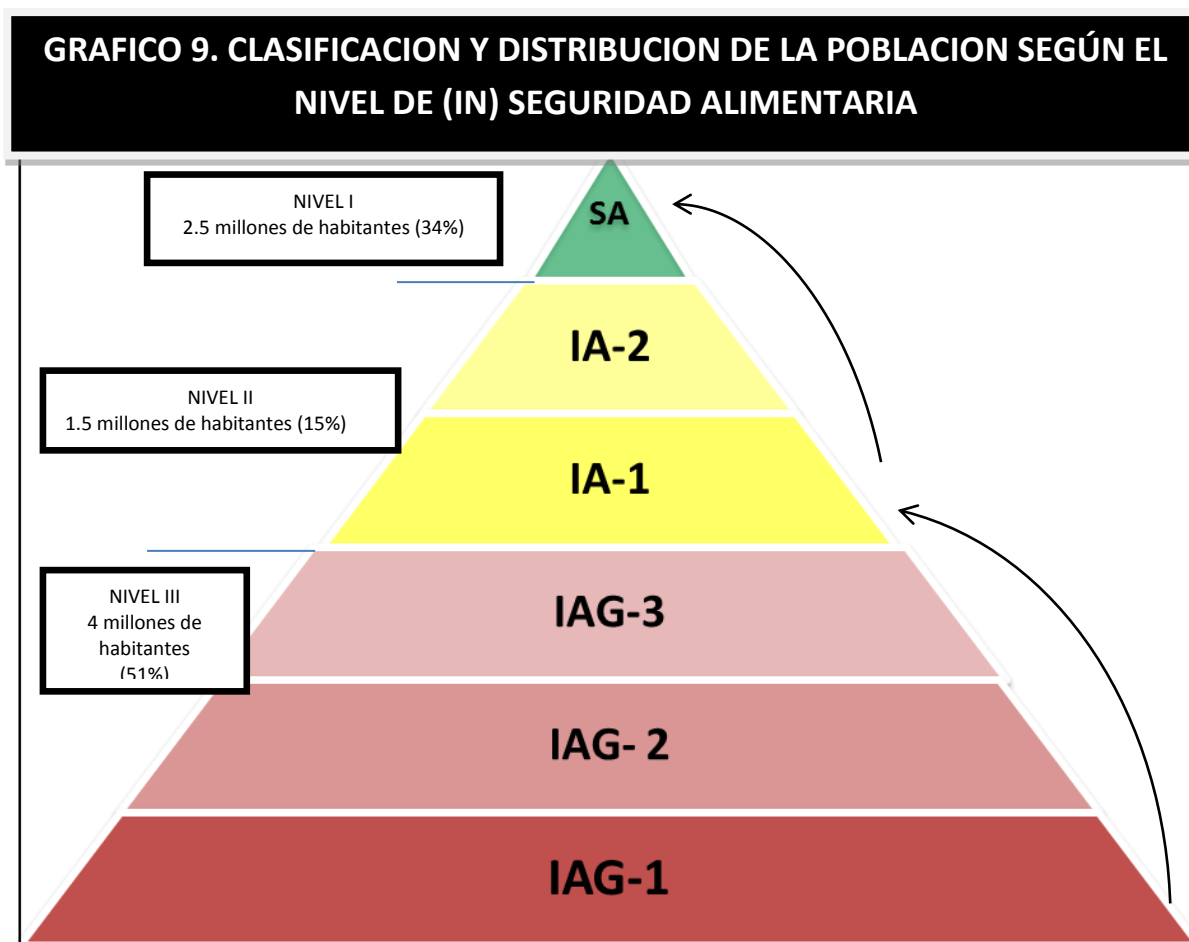 GRAFICO 9. CLASIFICACION Y DISTRIBUCION DE LA POBLACION SEGÚN EL
NIVEL DE (IN) SEGURIDAD ALIMENTARIA
NIVEL I
2.5 millones de habitantes (34%)
SA
IA-2
NIVEL II
1.5 millones de habitantes (15%)
IA-1
NIVEL III
4 millones de
habitantes
(51%)
IAG-3
IAG- 2
IAG-1